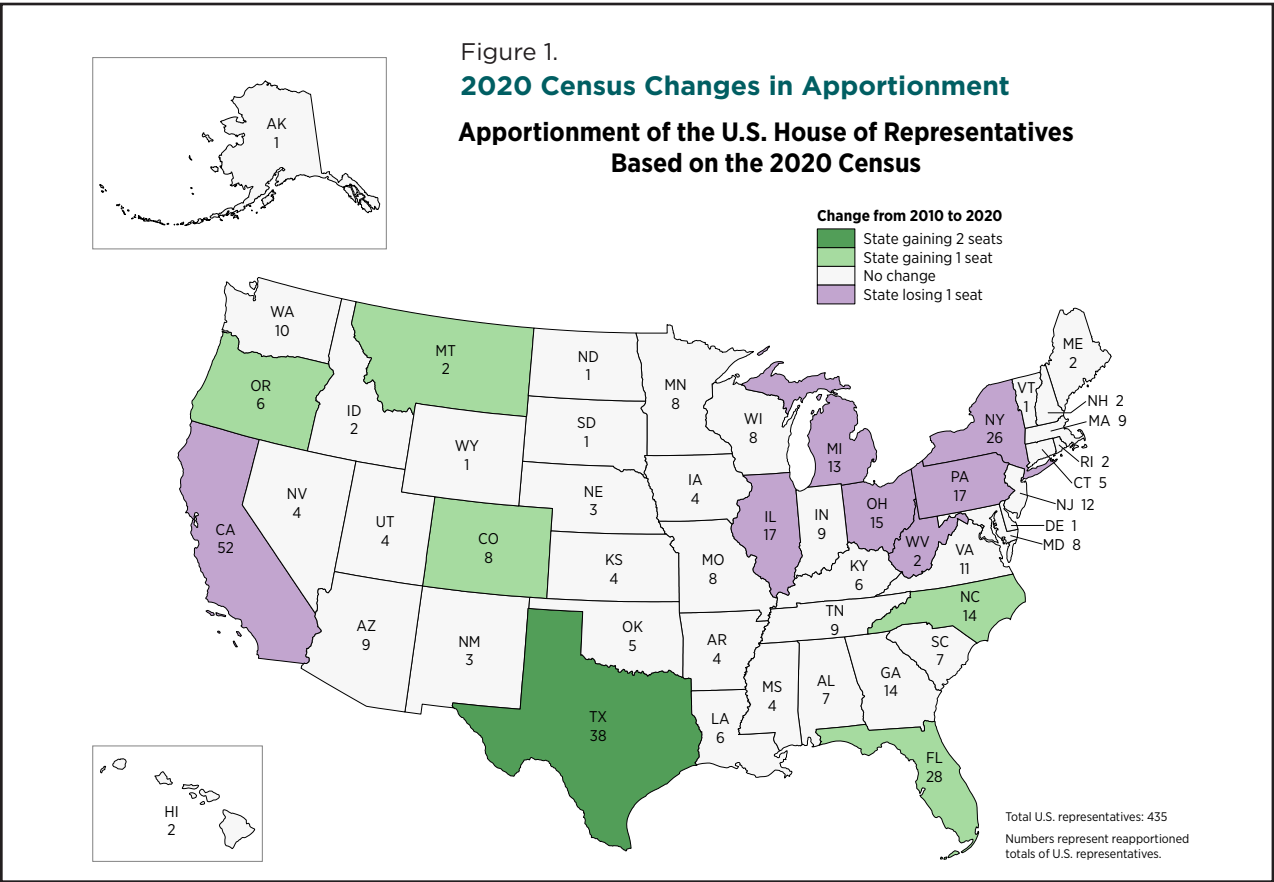 Figure 1.
2020 Census Changes in Apportionment
Apportionment of the U.S. House of Representatives
Based on the 2020 Census
Change from 2010 to 2020
State gaining 2 seats
State gaining 1 seat
No change
State losing 1 seat
AK
1
WA
10
MT
2
ND
1
MN
8
ME
2
VT
1
NH 2
MA 9
OR
6
ID
2
SD
1
WI
8
NY
26
MI
13
RI 2
CT 5
WY
1
NE
3
IA
4
PA
17
NJ 12
NV
4
UT
4
CO
8
IL
17
IN
9
OH
15
DE 1
MD 8
CA
52
KS
4
MO
8
WV
2
VA
11
KY
6
NC
14
AZ
9
NM
3
OK
5
AR
4
TN
9
SC
7
TX
38
LA
6
MS
4
AL
7
GA
14
FL
28
HI
2
Total U.S. representatives: 435
Numbers represent reapportioned
totals of U.S. representatives.